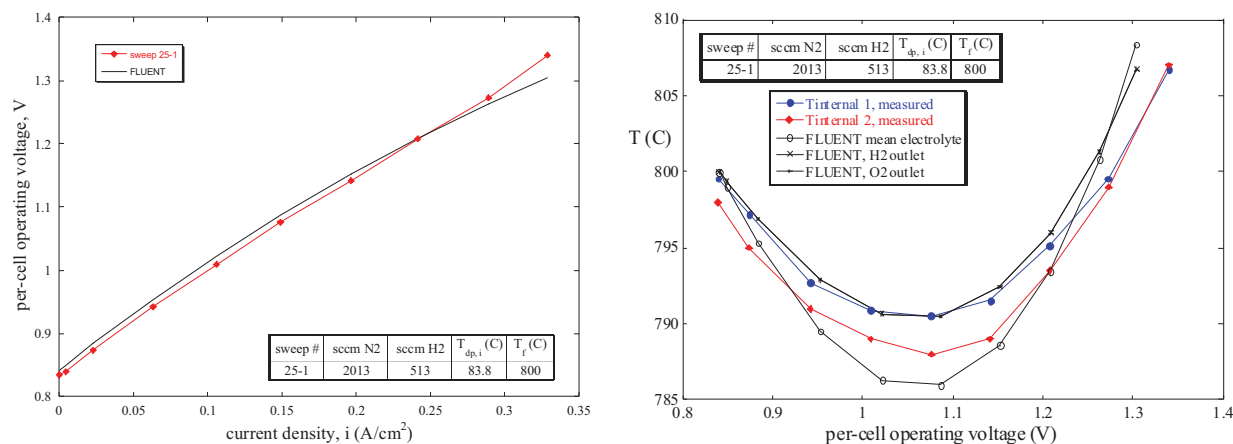 1.4
1.3
1.2
1.1
1
0.9
0.8
per-cell operating voltage, V
sweep 25-1
FLUENT
sweep # sccm N2 sccm H2 Tdp, i (C) Tf (C)
25-1 2013 513 83.8 800
0 0.05 0.1 0.15 0.2 0.25 0.3 0.35
current density, i (A/cm²)
810
805
800
795
790
785
T (C)
sweep # sccm N2 sccm H2 Tdp, i (C) Tf (C)
25-1 2013 513 83.8 800
Tinternal 1, measured
Tinternal 2, measured
FLUENT mean electrolyte
FLUENT, H2 outlet
FLUENT, O2 outlet
0.8 0.9 1 1.1 1.2 1.3 1.4
per-cell operating voltage (V)